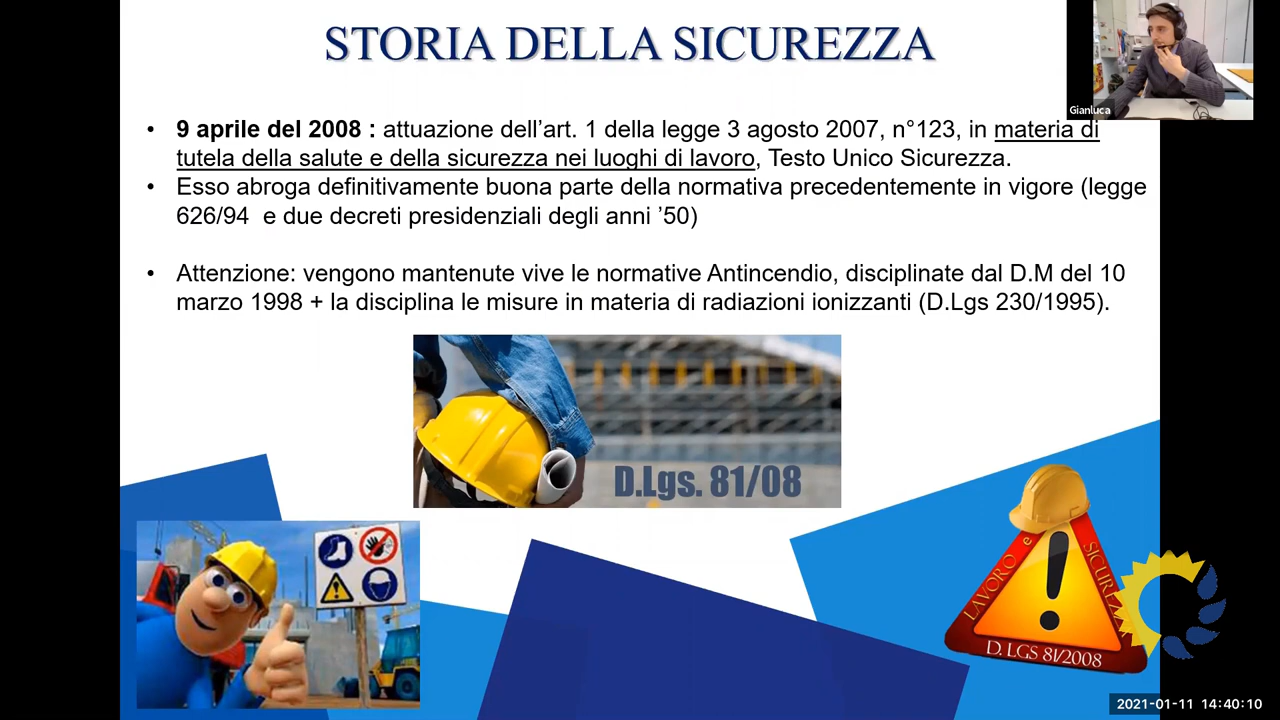 STORIA DELLA SICUREZZA
Gianluca
• 9 aprile del 2008 : attuazione dell’art. 1 della legge 3 agosto 2007, n°123, in materia di
tutela della salute e della sicurezza nei luoghi di lavoro, Testo Unico Sicurezza.
• Esso abroga definitivamente buona parte della normativa precedentemente in vigore (legge
626/94 e due decreti presidenziali degli anni ’50)
• Attenzione: vengono mantenute vive le normative Antincendio, disciplinate dal D.M del 10
marzo 1998 + la disciplina le misure in materia di radiazioni ionizzanti (D.Lgs 230/1995).
D.Lgs. 81/08
LAVORO e
D. LGS 81/2008
2021-01-11 14:40:10